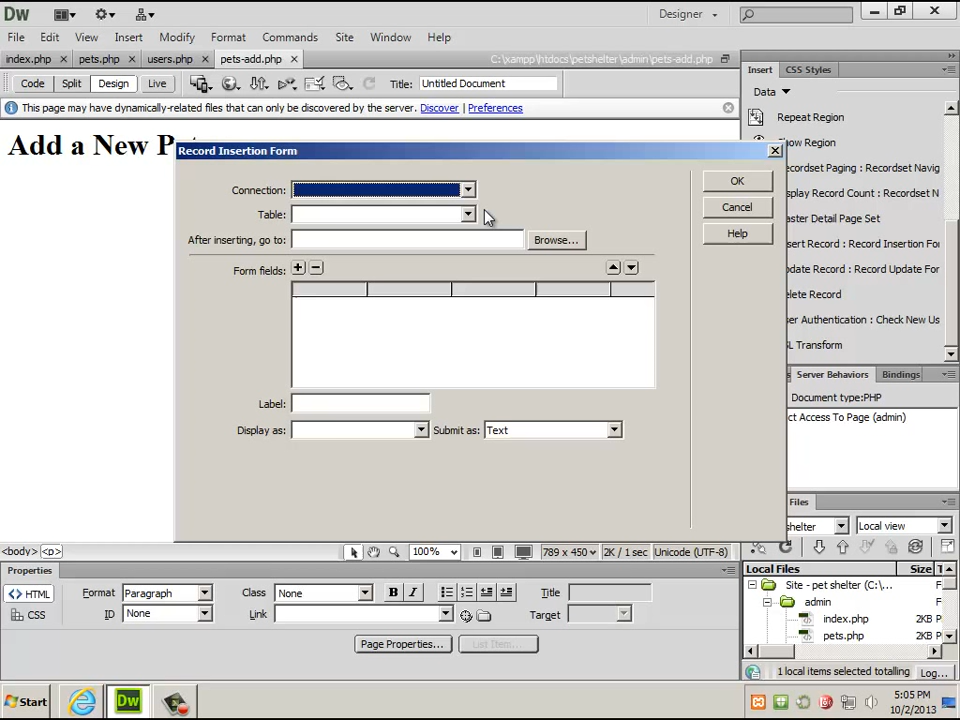 Dw
Designer
File Edit View Insert Modify Format Commands Site Window Help
index.php pets.php users.php pets-add.php C:\xampp\htdocs\petshelter\admin\pets-add.php
Code Split Design Live Title: Untitled Document
This page may have dynamically-related files that can only be discovered by the server. Discover Preferences
Add a New Pet
Record Insertion Form
Connection:
Table:
After inserting, go to: Browse...
Form fields:
Label:
Display as: Submit as: Text
OK
Cancel
Help
Insert CSS Styles
Data
Repeat Region
how Region
ecordset Paging : Recordset Navig
isplay Record Count : Recordset N
aster Detail Page Set
nsert Record : Record Insertion For
pdate Record : Record Update For
elete Record
ser Authentication : Check New Us
SL Transform
s Server Behaviors Bindings
Document type:PHP
ct Access To Page (admin)
Files
shelter Local view
Local Files Size T
Site - pet shelter (C:\... F
admin F
index.php 2KB F
pets.php 2KB F
1 local items selected totalling Log...
<body> <p> 100% 789 x 450 2K / 1 sec Unicode (UTF-8)
Properties
HTML Format Paragraph Class None B I Title
CSS ID None Link Target
Page Properties... List Item...
Start Dw 5:05 PM
10/2/2013